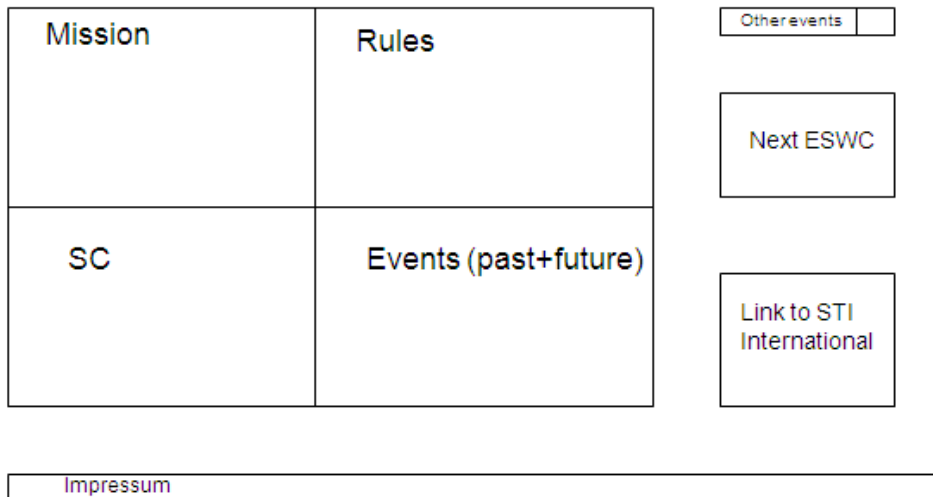 Mission
Rules
Other events
Next ESWC
SC
Events (past+future)
Link to STI
International
Impressum